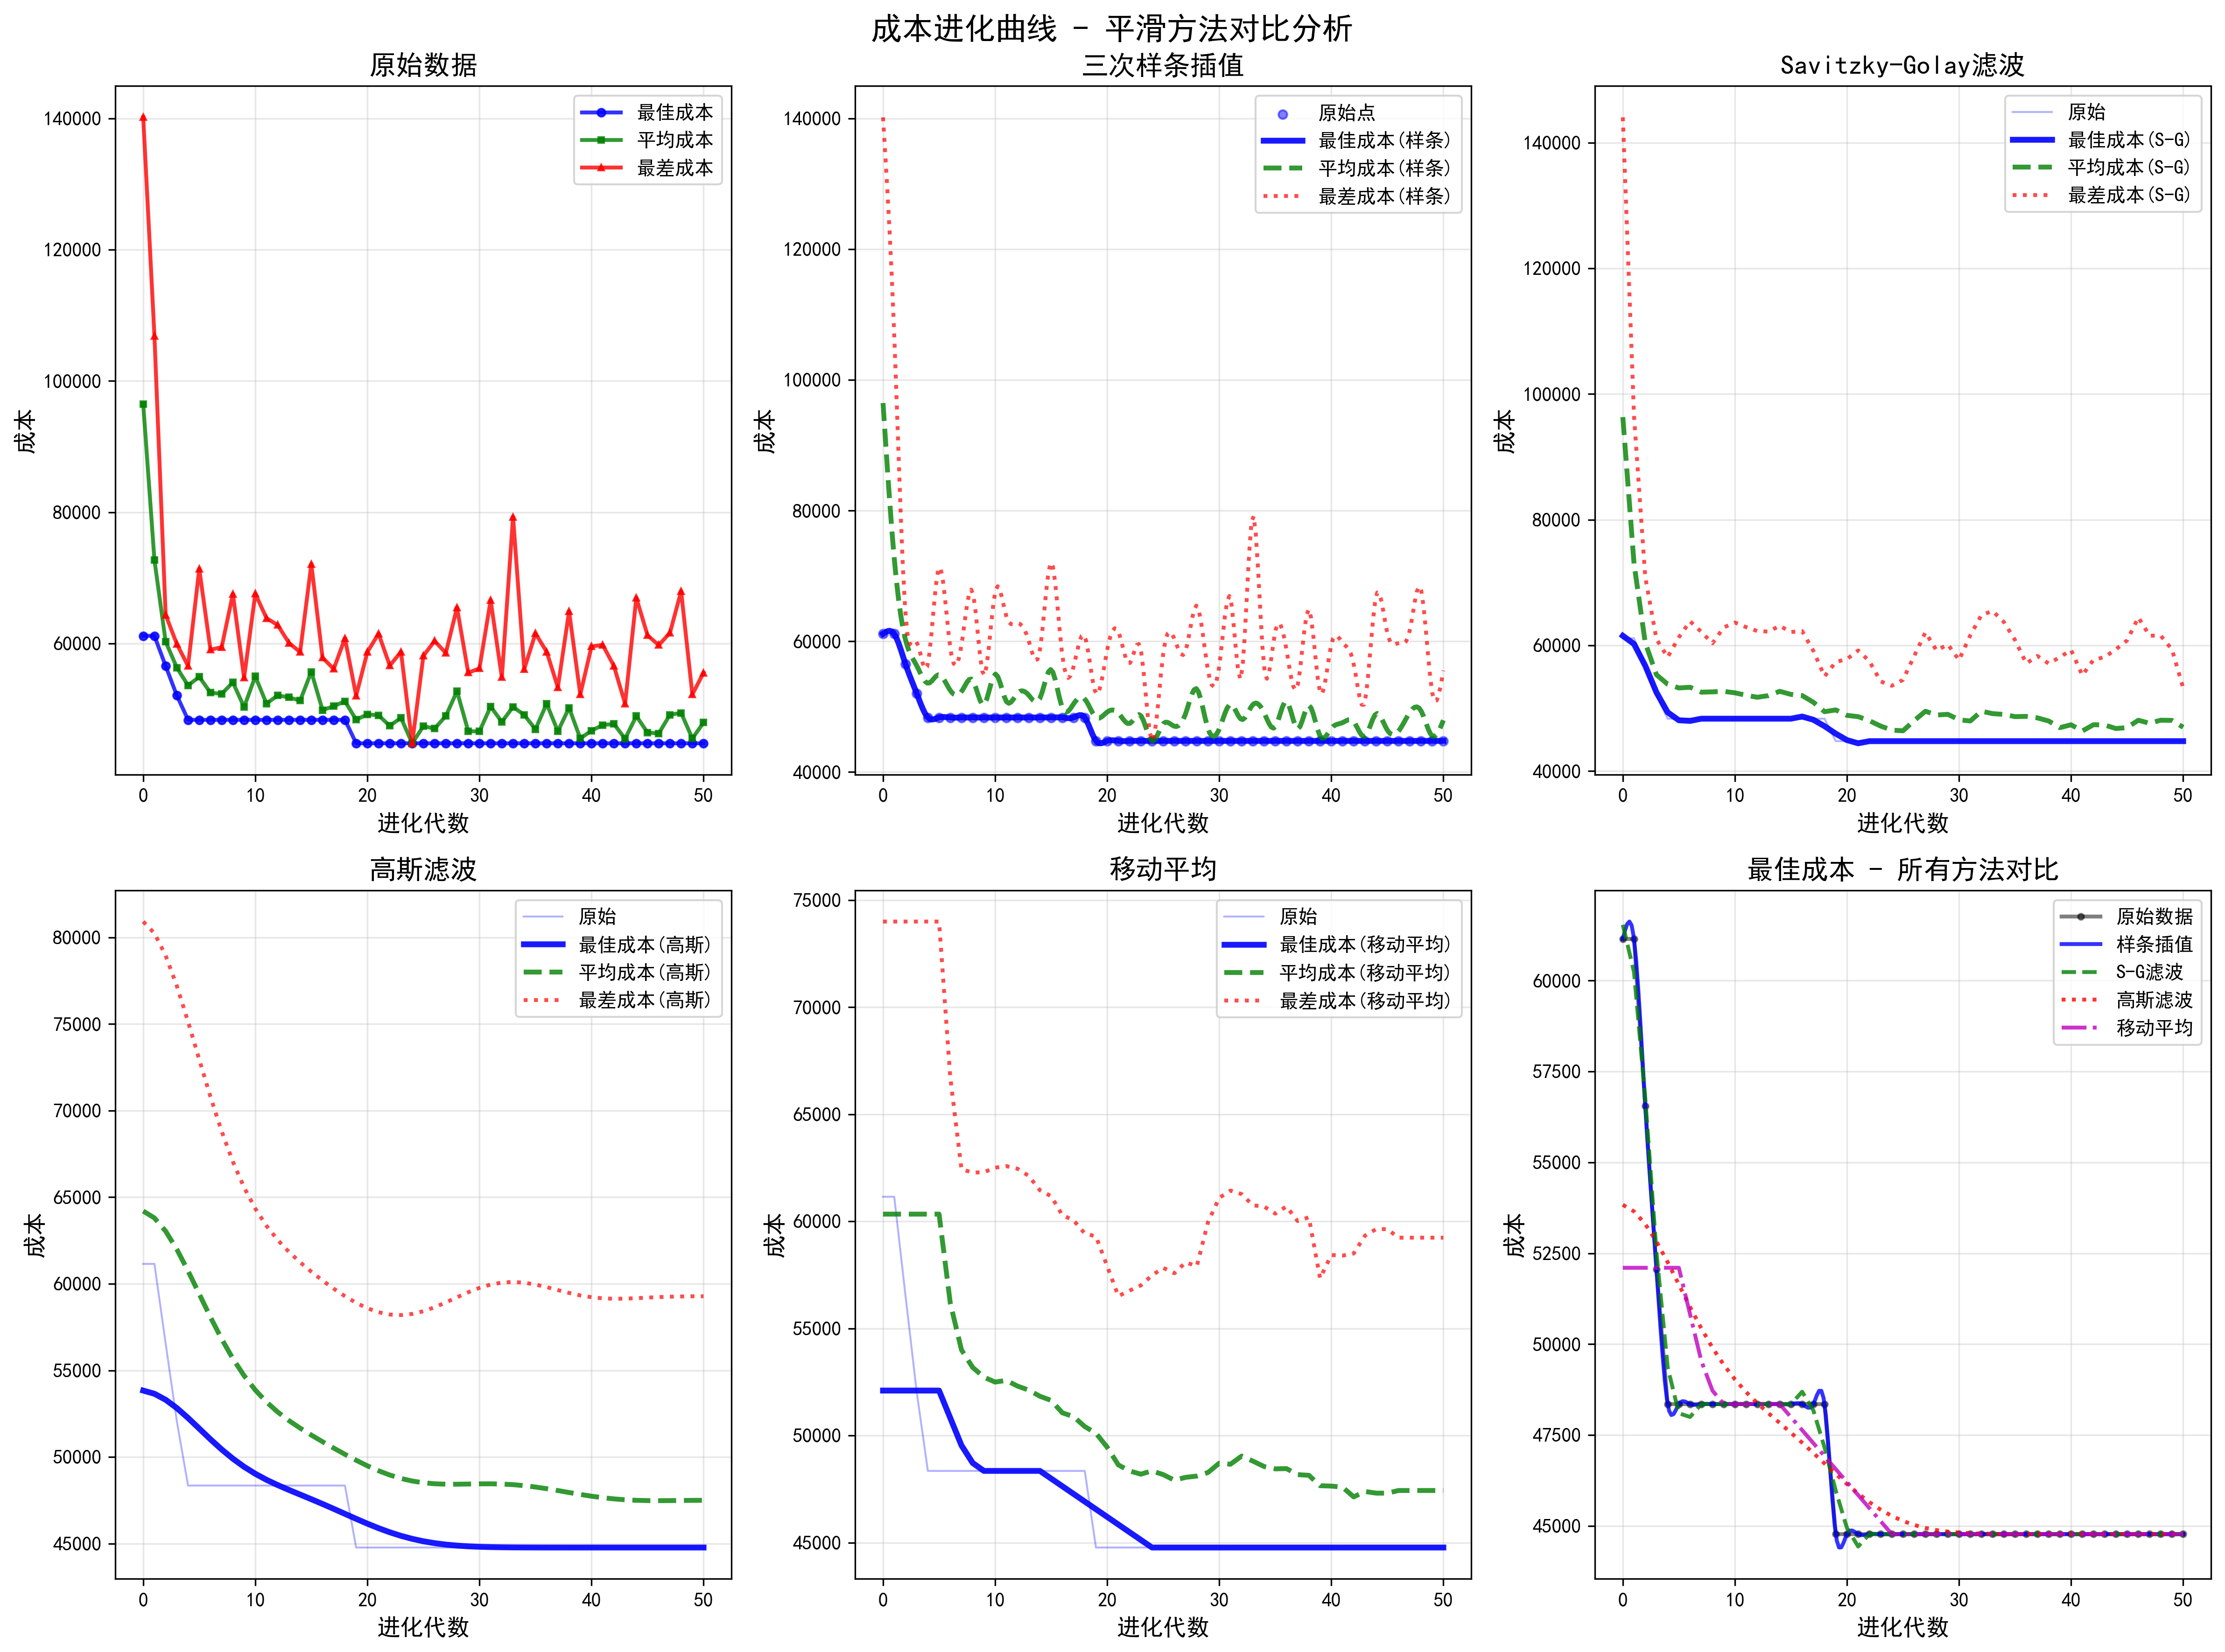 成本进化曲线 - 平滑方法对比分析
原始数据
140000
120000
100000
80000
60000
成本
0 10 20 30 40 50
进化代数
最佳成本
平均成本
最差成本
三次样条插值
140000
120000
100000
80000
60000
40000
成本
0 10 20 30 40 50
进化代数
原始点
最佳成本(样条)
平均成本(样条)
最差成本(样条)
Savitzky-Golay滤波
140000
120000
100000
80000
60000
40000
成本
0 10 20 30 40 50
进化代数
原始
最佳成本(S-G)
平均成本(S-G)
最差成本(S-G)
高斯滤波
80000
75000
70000
65000
60000
55000
50000
45000
成本
0 10 20 30 40 50
进化代数
原始
最佳成本(高斯)
平均成本(高斯)
最差成本(高斯)
移动平均
75000
70000
65000
60000
55000
50000
45000
成本
0 10 20 30 40 50
进化代数
原始
最佳成本(移动平均)
平均成本(移动平均)
最差成本(移动平均)
最佳成本 - 所有方法对比
60000
57500
55000
52500
50000
47500
45000
成本
0 10 20 30 40 50
进化代数
原始数据
样条插值
S-G滤波
高斯滤波
移动平均